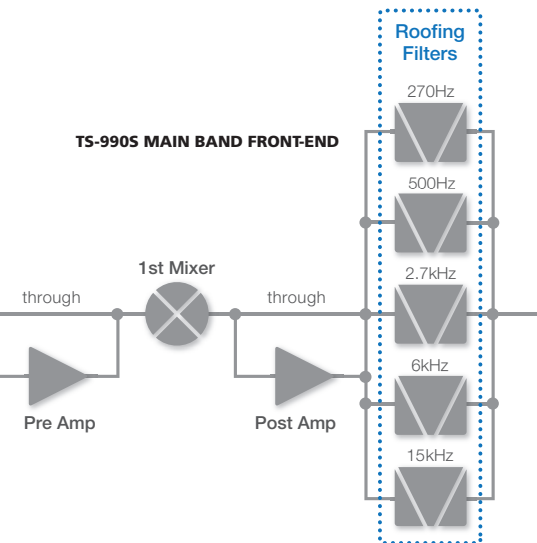 Roofing
Filters
270Hz
TS-990S MAIN BAND FRONT-END
500Hz
1st Mixer
2.7kHz
through
through
6kHz
Pre Amp
Post Amp
15kHz